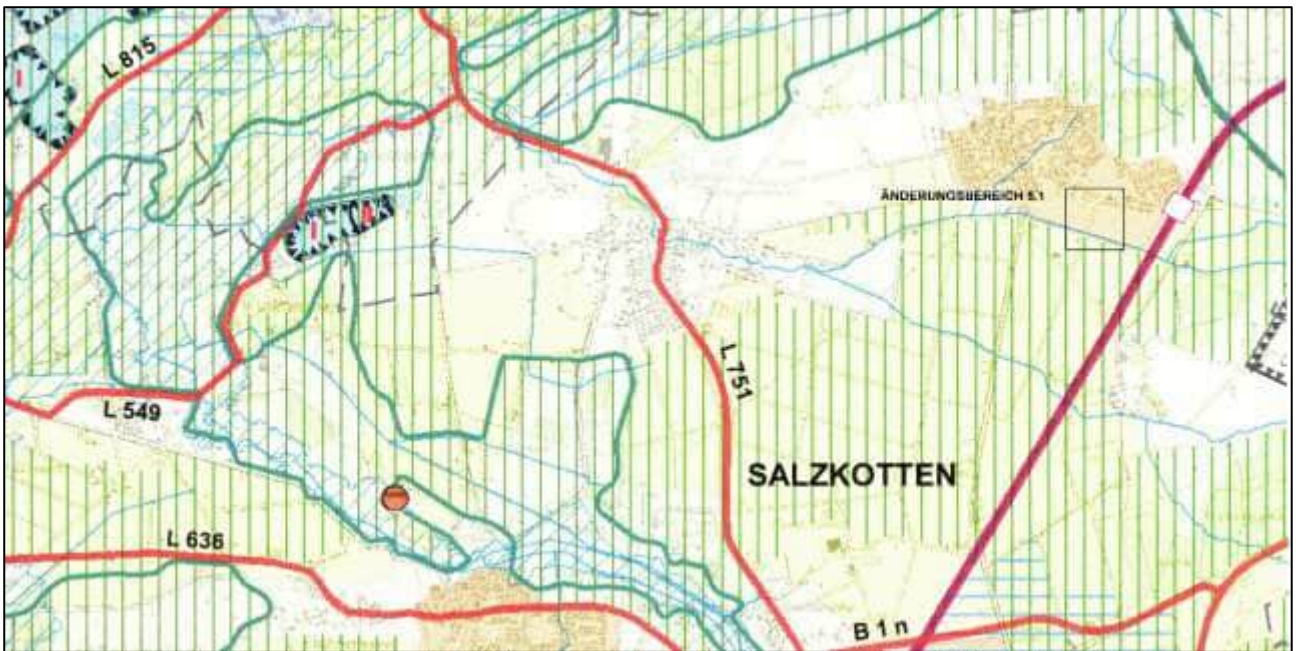 L 815
ÄNDERUNGSBEREICH 5.1
L 751
L 549
SALZKOTTEN
L 636
B 1 n